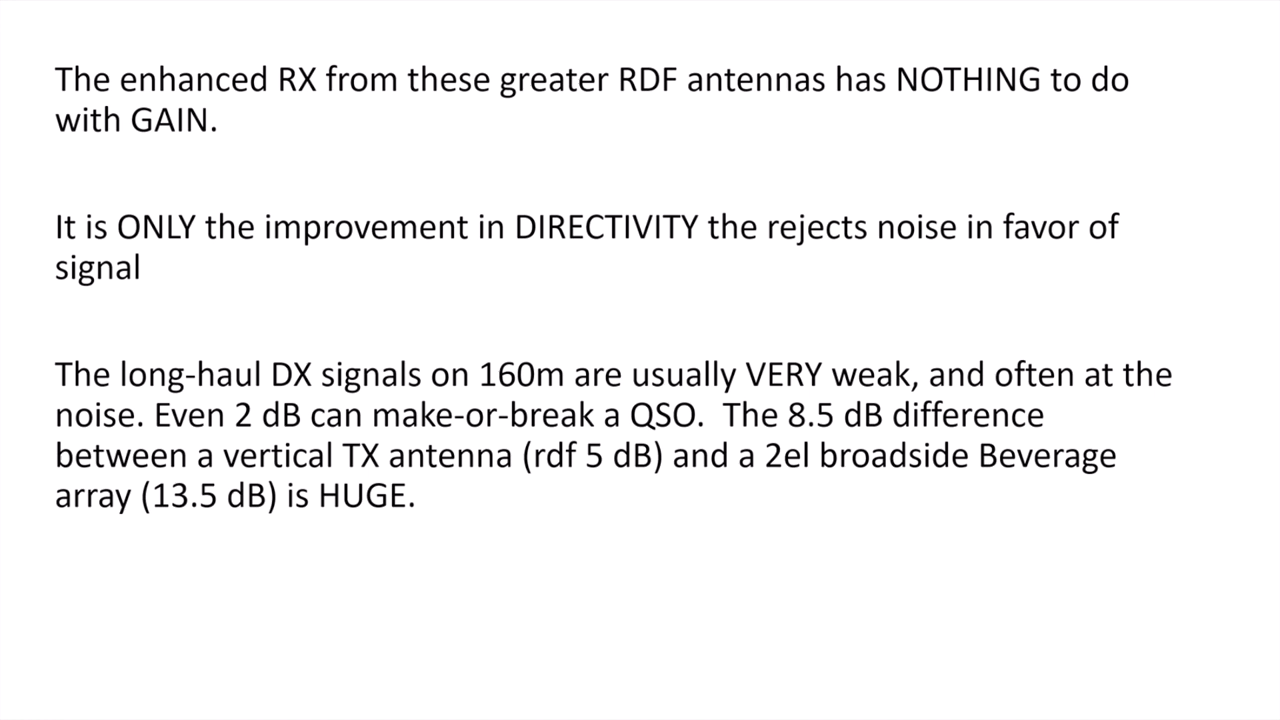 The enhanced RX from these greater RDF antennas has NOTHING to do
with GAIN.
It is ONLY the improvement in DIRECTIVITY the rejects noise in favor of
signal
The long-haul DX signals on 160m are usually VERY weak, and often at the
noise. Even 2 dB can make-or-break a QSO.  The 8.5 dB difference
between a vertical TX antenna (rdf 5 dB) and a 2el broadside Beverage
array (13.5 dB) is HUGE.